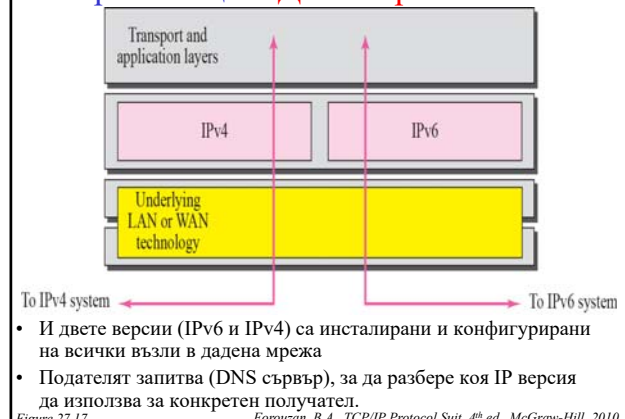 Transport and
application layers
IPv4
IPv6
Underlying
LAN or WAN
technology
To IPv4 system
To IPv6 system
• И двете версии (IPv6 и IPv4) са инсталирани и конфигурирани
на всички възли в дадена мрежа
• Подателят запитва (DNS сървър), за да разбере коя IP версия
да използва за конкретен получател.
Figure 27.17
Forouzan, B.A., TCP/IP Protocol Suit, 4th ed., McGraw-Hill, 2010